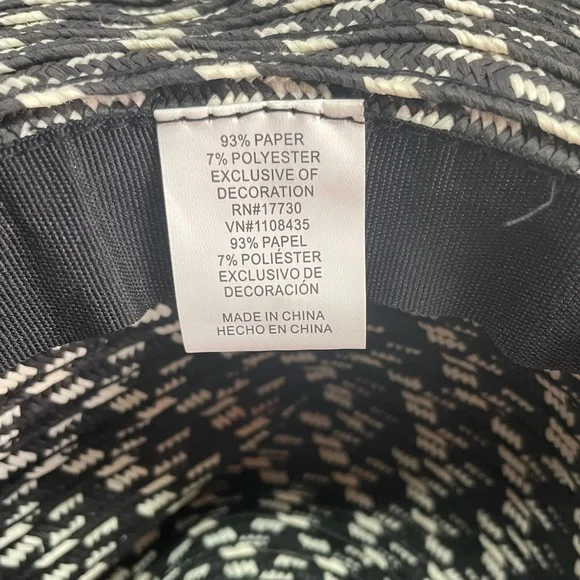 93% PAPER
7% POLYESTER
EXCLUSIVE OF
DECORATION
RN#17730
VN#1108435
93% PAPEL
7% POLIÉSTER
EXCLUSIVO DE
DECORACIÓN
MADE IN CHINA
HECHO EN CHINA